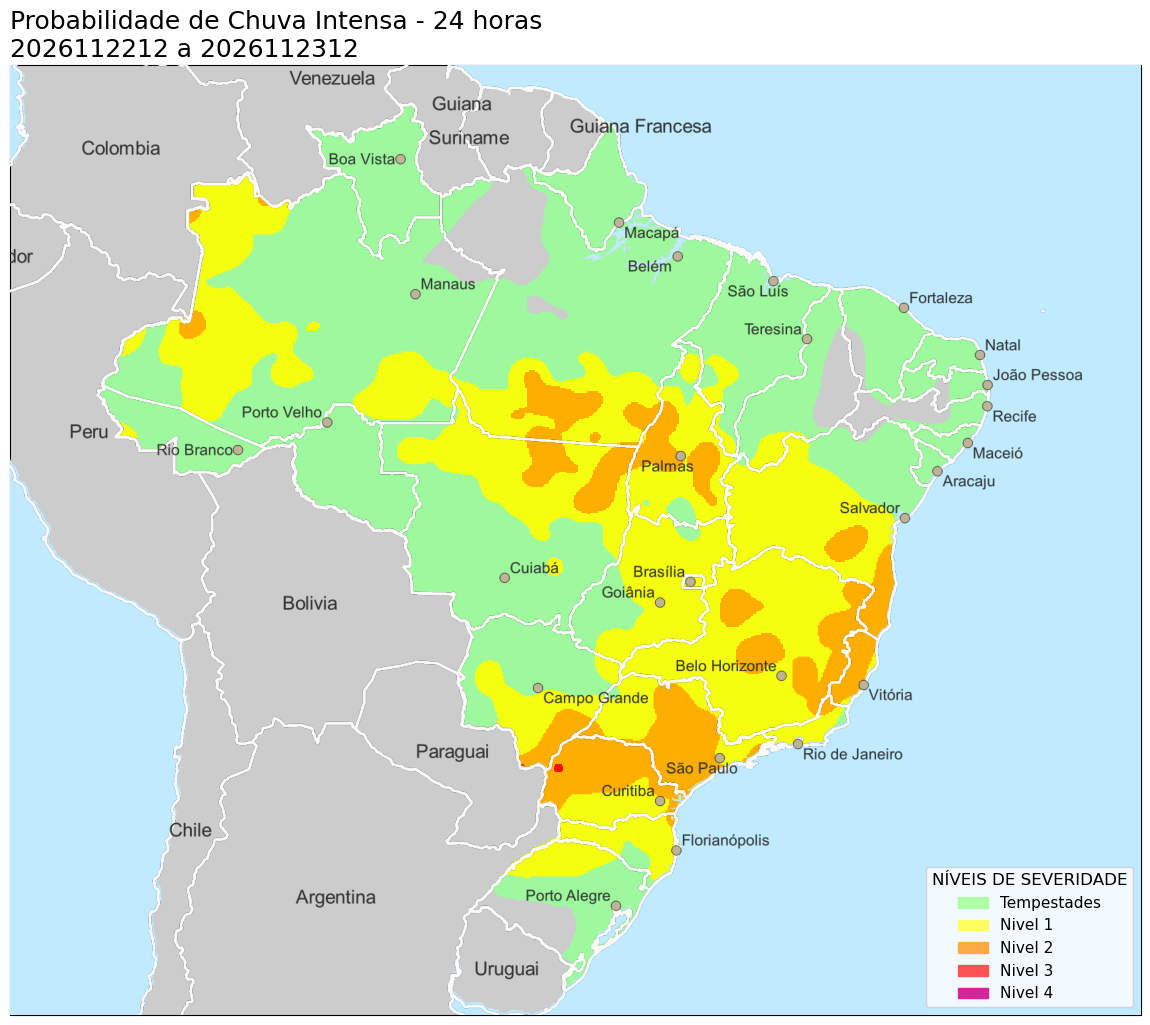 Probabilidade de Chuva Intensa - 24 horas
2026112212 a 2026112312
Venezuela
Guiana
Suriname
Guiana Francesa
Colombia
Boa Vista
Macapá
Belém
dor
Manaus
São Luís
Fortaleza
Teresina
Natal
João Pessoa
Recife
Porto Velho
Peru
Rio Branco
Maceió
Palmas
Aracaju
Salvador
Cuiabá
Brasília
Goiânia
Bolivia
Belo Horizonte
Campo Grande
Vitória
Paraguai
São Paulo
Rio de Janeiro
Curitiba
Chile
Florianópolis
Argentina
Porto Alegre
Uruguai
NÍVEIS DE SEVERIDADE
Tempestades
Nivel 1
Nivel 2
Nivel 3
Nivel 4